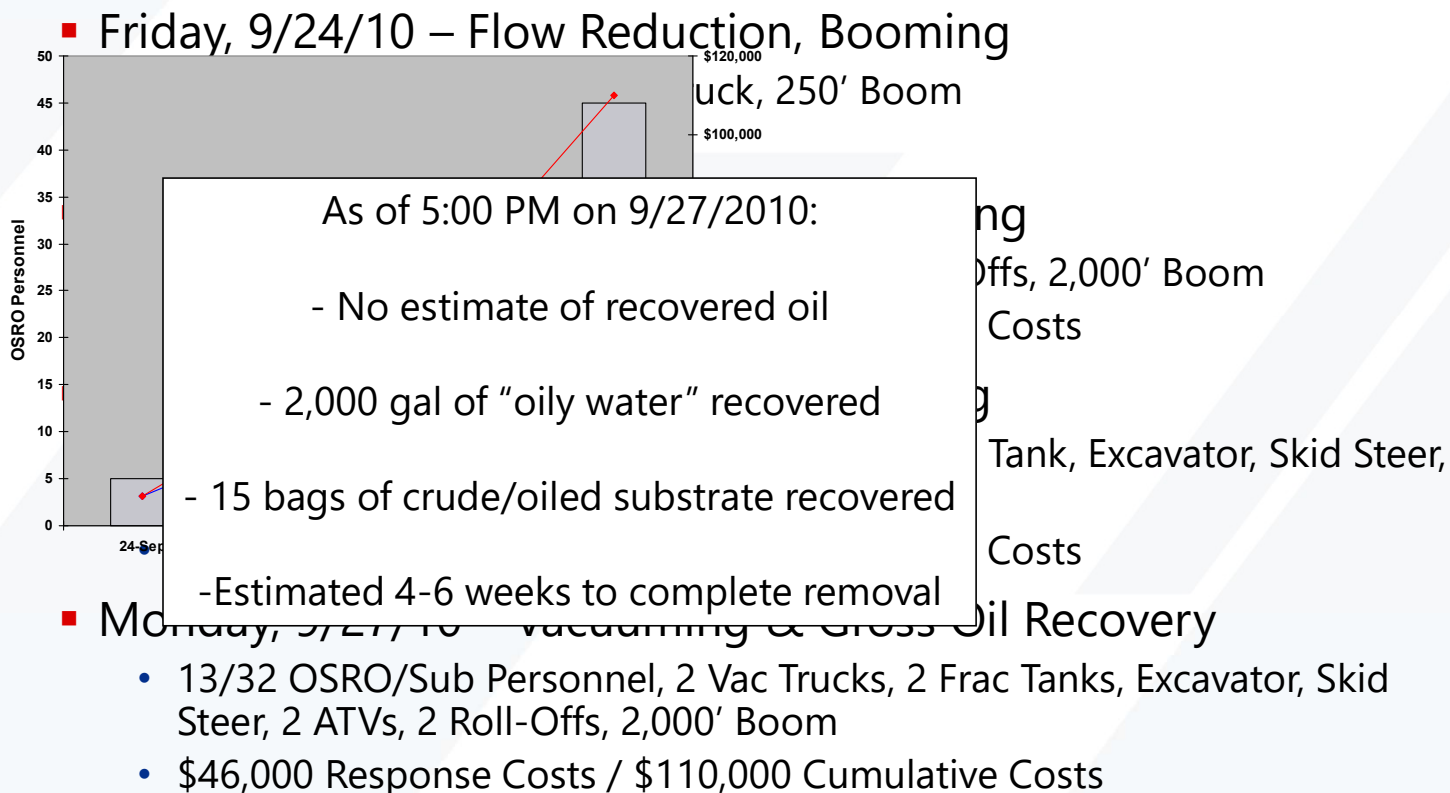 Friday, 9/24/10 – Flow Reduction, Booming
250’ Boom
50
45
40
35
30
25
20
15
10
5
0
OSRO Personnel
$120,000
$100,000
As of 5:00 PM on 9/27/2010:
- No estimate of recovered oil
- 2,000 gal of “oily water” recovered
- 15 bags of crude/oiled substrate recovered
-Estimated 4-6 weeks to complete removal
2,000’ Boom
Costs
Tank, Excavator, Skid Steer,
24-Sep
Costs
Monday, 9/27/10 – Vacuuming & Gross Oil Recovery
• 13/32 OSRO/Sub Personnel, 2 Vac Trucks, 2 Frac Tanks, Excavator, Skid
Steer, 2 ATVs, 2 Roll-Offs, 2,000’ Boom
• $46,000 Response Costs / $110,000 Cumulative Costs